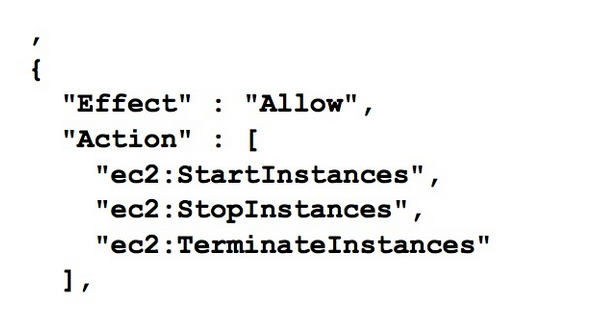 ,
{
"Effect" : "Allow",
"Action" : [
"ec2:StartInstances",
"ec2:StopInstances",
"ec2:TerminateInstances"
],